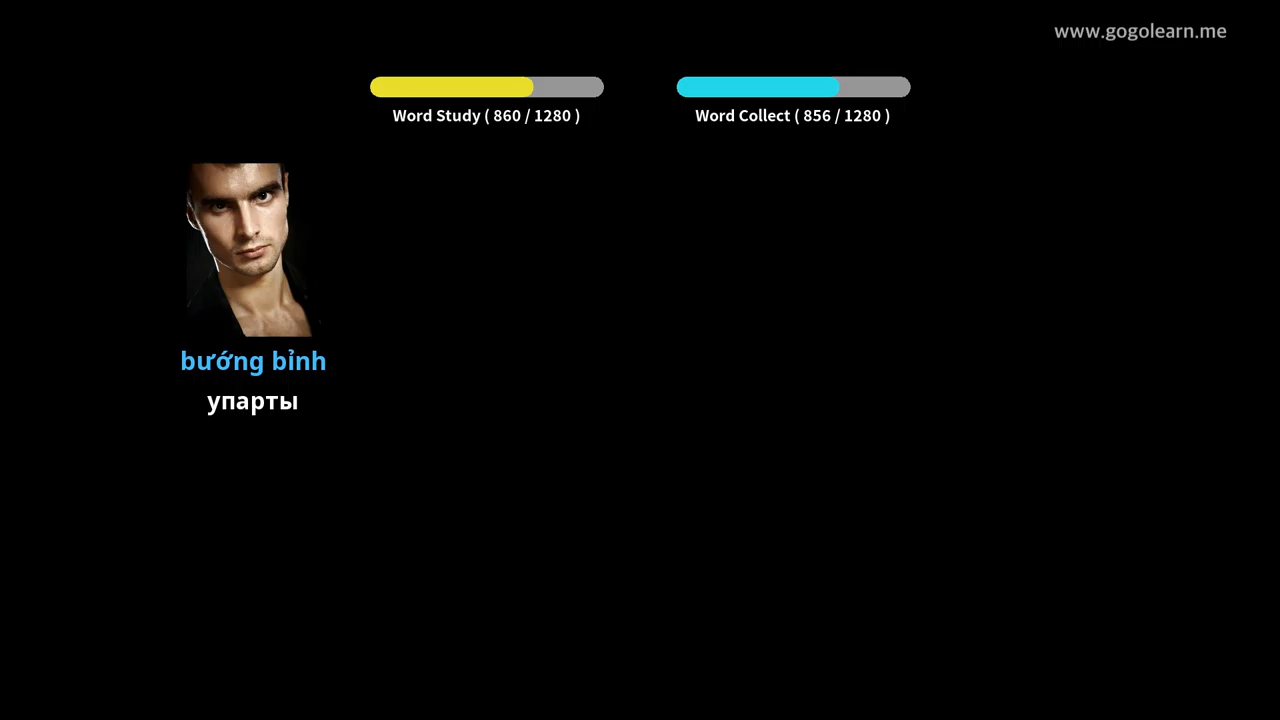 www.gogolearn.me
Word Study ( 860 / 1280 )
Word Collect ( 856 / 1280 )
bướng bỉnh
упарты